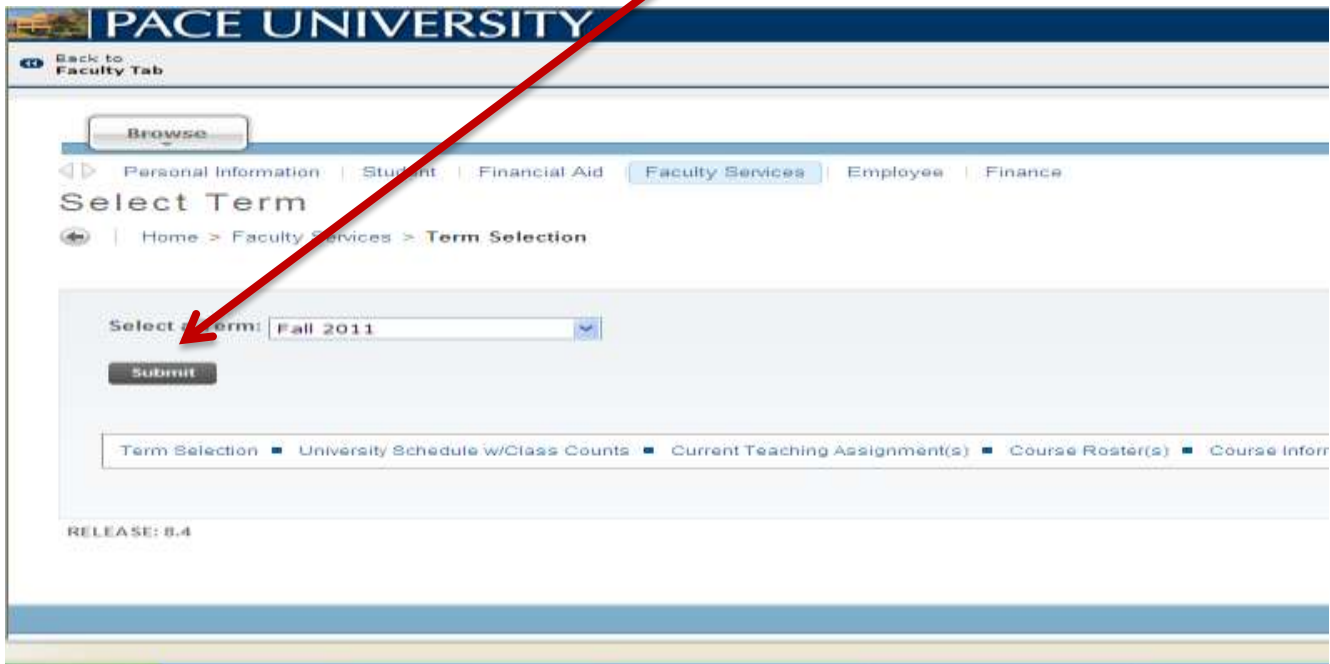 PACE UNIVERSITY
Back to
Faculty Tab
Browse
Personal Information | Student | Financial Aid | Faculty Services | Employee | Finance
Select Term
Home > Faculty Services > Term Selection
Select a Term: Fall 2011
Submit
Term Selection ■ University Schedule w/Class Counts ■ Current Teaching Assignment(s) ■ Course Roster(s) ■ Course Inforr
RELEASE: 8.4